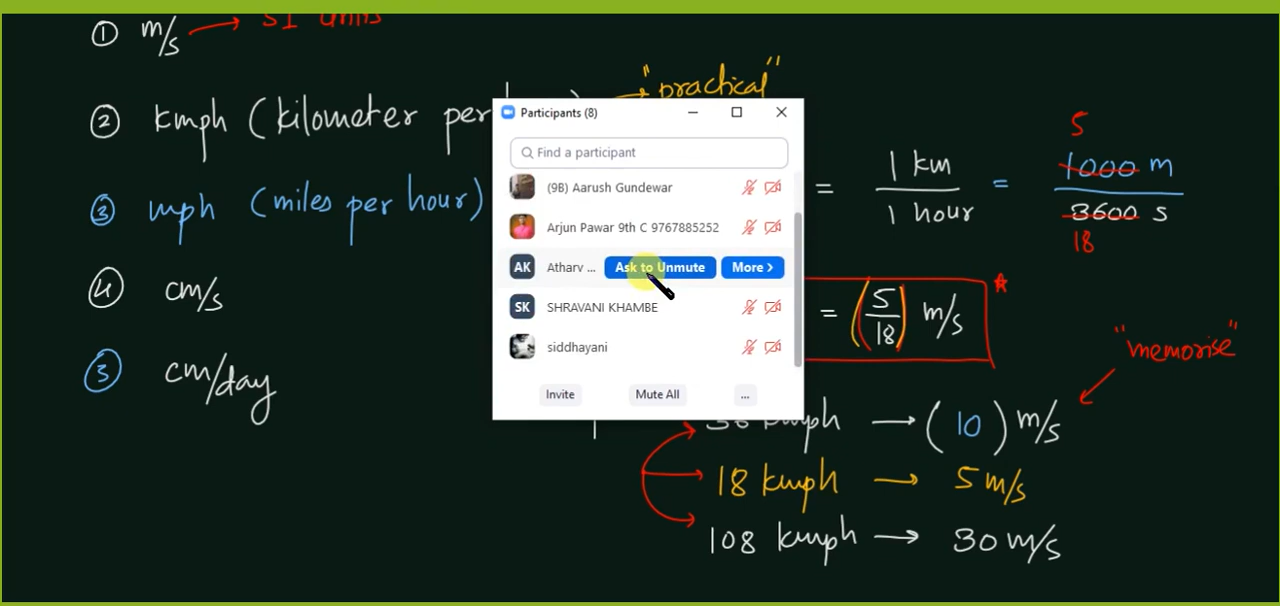 ① m/s → SI units
② kmph (kilometer per
"practical"
③ mph (miles per hour)
④ cm/s
③ cm/day
Participants (8)
Find a participant
(9B) Aarush Gundewar
Arjun Pawar 9th C 9767885252
AK Atharv ... Ask to Unmute More >
SK SHRAVANI KHAMBE
siddhayani
Invite Mute All ...
5
= 1 km / 1 hour = 1000 m / 3600 s
18
= (5/18) m/s
"memorise"
36 kmph → (10) m/s
18 kmph → 5 m/s
108 kmph → 30 m/s